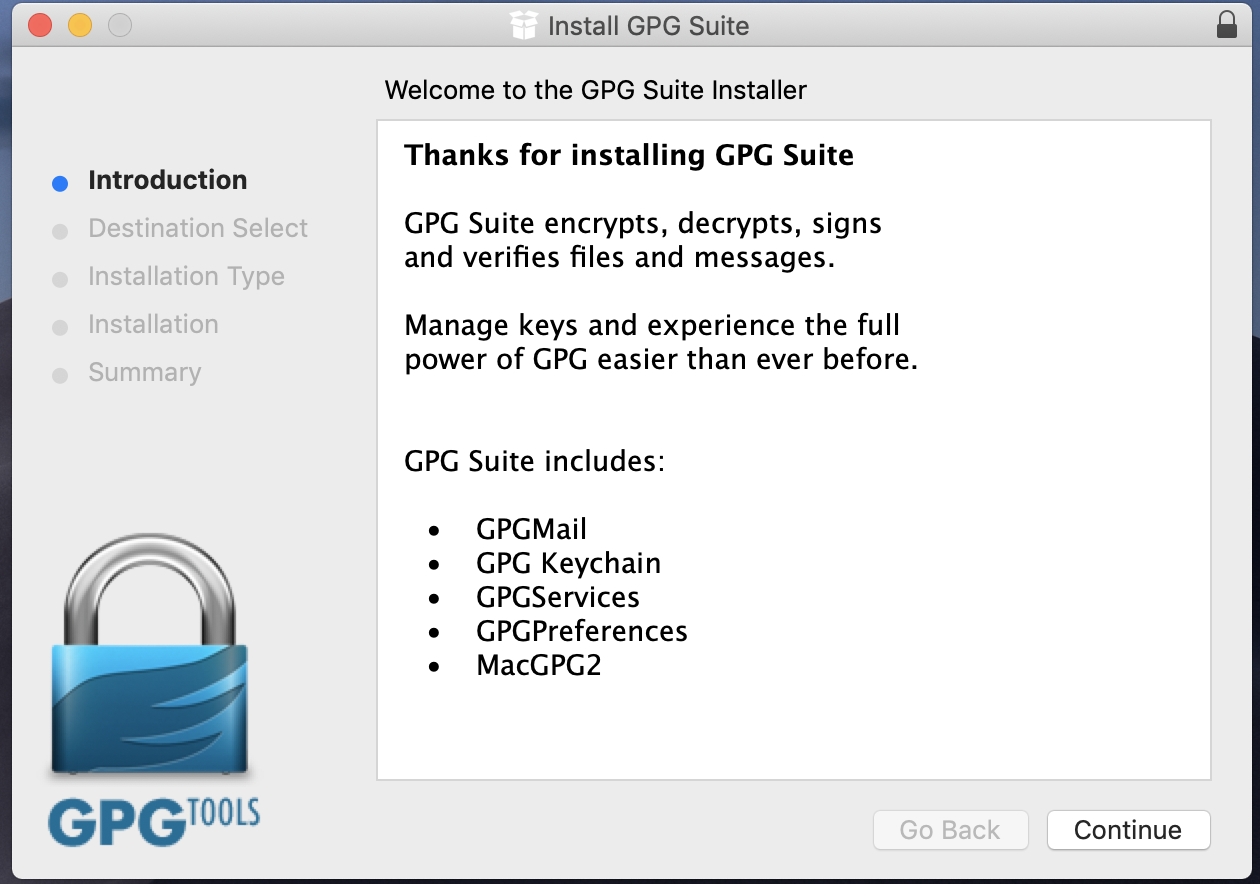 Install GPG Suite
Welcome to the GPG Suite Installer
Introduction
Destination Select
Installation Type
Installation
Summary
Thanks for installing GPG Suite
GPG Suite encrypts, decrypts, signs
and verifies files and messages.
Manage keys and experience the full
power of GPG easier than ever before.
GPG Suite includes:
• GPGMail
• GPG Keychain
• GPGServices
• GPGPreferences
• MacGPG2
GPGTOOLS
Go Back
Continue